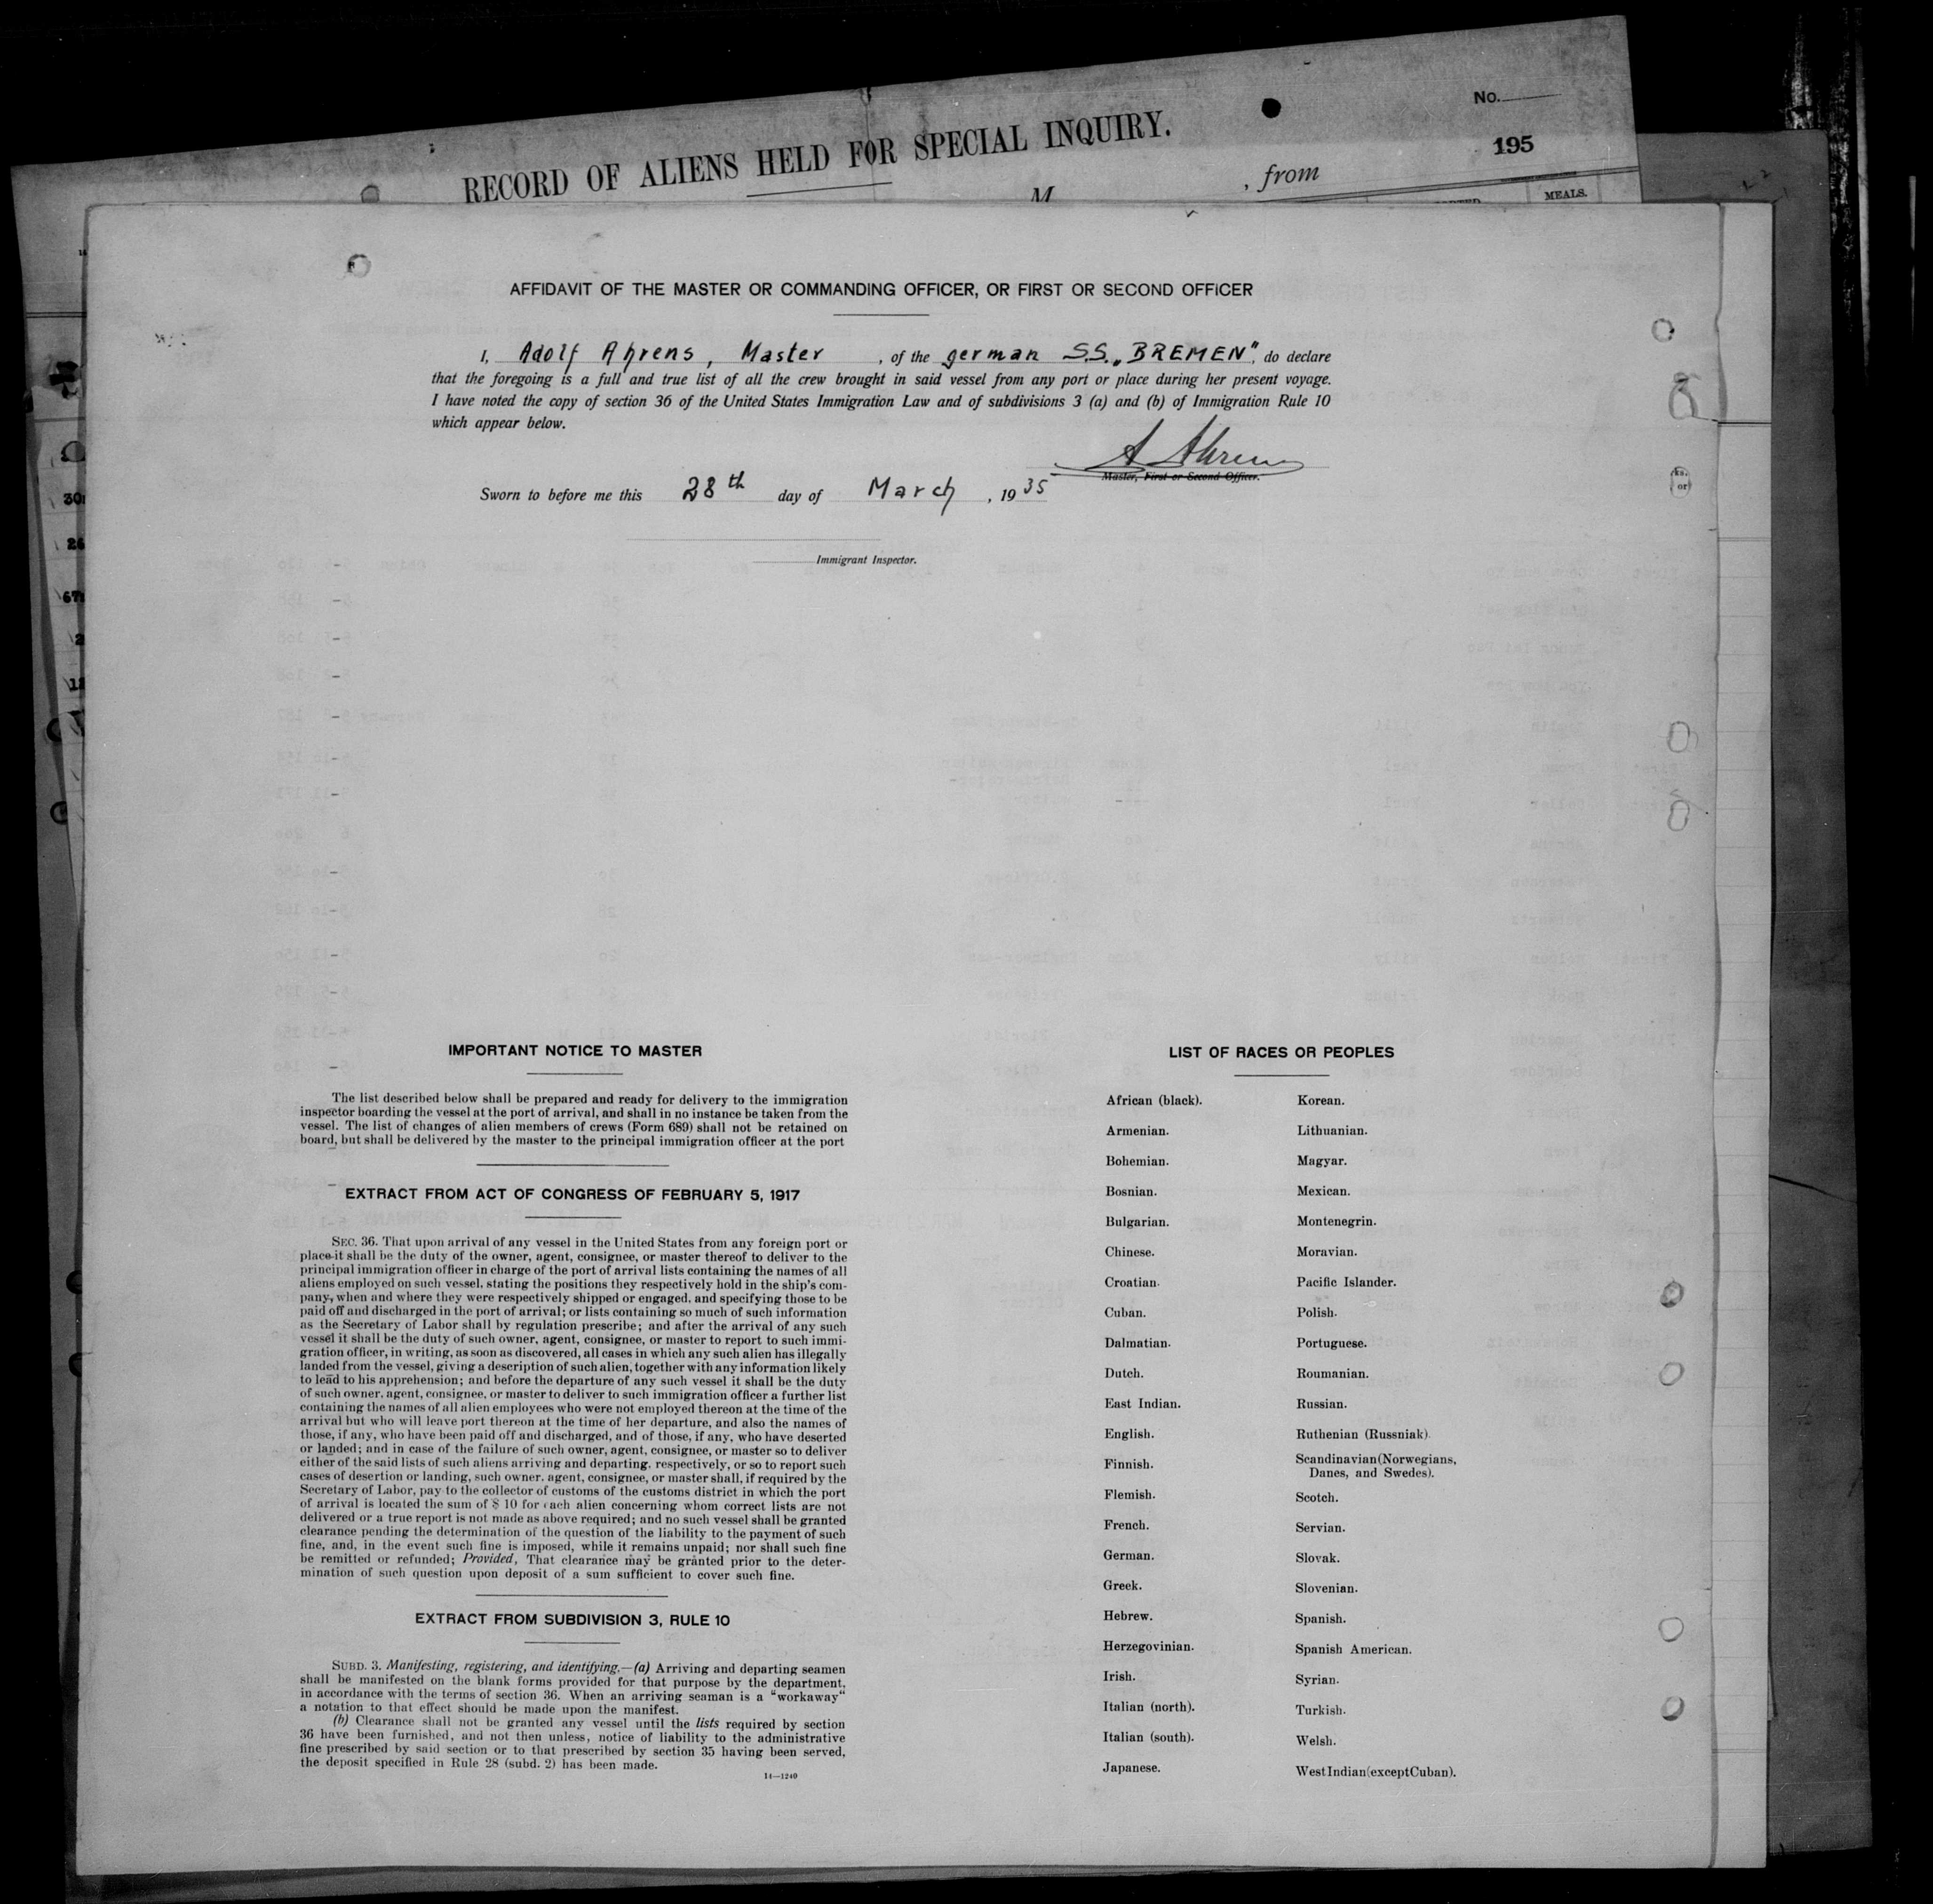 No.
195
RECORD OF ALIENS HELD FOR SPECIAL INQUIRY.
, from
M
MEALS.
AFFIDAVIT OF THE MASTER OR COMMANDING OFFICER, OR FIRST OR SECOND OFFICER
I, Adolf Ahrens, Master , of the german S.S. „BREMEN", do declare
that the foregoing is a full and true list of all the crew brought in said vessel from any port or place during her present voyage.
I have noted the copy of section 36 of the United States Immigration Law and of subdivisions 3 (a) and (b) of Immigration Rule 10
which appear below.
A Ahrens
Master, First or Second Officer.
Sworn to before me this 28th day of March , 1935
Immigrant Inspector.
IMPORTANT NOTICE TO MASTER
The list described below shall be prepared and ready for delivery to the immigration
inspector boarding the vessel at the port of arrival, and shall in no instance be taken from the
vessel. The list of changes of alien members of crews (Form 689) shall not be retained on
board, but shall be delivered by the master to the principal immigration officer at the port
EXTRACT FROM ACT OF CONGRESS OF FEBRUARY 5, 1917
SEC. 36. That upon arrival of any vessel in the United States from any foreign port or
place it shall be the duty of the owner, agent, consignee, or master thereof to deliver to the
principal immigration officer in charge of the port of arrival lists containing the names of all
aliens employed on such vessel, stating the positions they respectively hold in the ship's com-
pany, when and where they were respectively shipped or engaged, and specifying those to be
paid off and discharged in the port of arrival; or lists containing so much of such information
as the Secretary of Labor shall by regulation prescribe; and after the arrival of any such
vessel it shall be the duty of such owner, agent, consignee, or master to report to such immi-
gration officer, in writing, as soon as discovered, all cases in which any such alien has illegally
landed from the vessel, giving a description of such alien, together with any information likely
to lead to his apprehension; and before the departure of any such vessel it shall be the duty
of such owner, agent, consignee, or master to deliver to such immigration officer a further list
containing the names of all alien employees who were not employed thereon at the time of the
arrival but who will leave port thereon at the time of her departure, and also the names of
those, if any, who have been paid off and discharged, and of those, if any, who have deserted
or landed; and in case of the failure of such owner, agent, consignee, or master so to deliver
either of the said lists of such aliens arriving and departing, respectively, or so to report such
cases of desertion or landing, such owner, agent, consignee, or master shall, if required by the
Secretary of Labor, pay to the collector of customs of the customs district in which the port
of arrival is located the sum of $ 10 for each alien concerning whom correct lists are not
delivered or a true report is not made as above required; and no such vessel shall be granted
clearance pending the determination of the question of the liability to the payment of such
fine, and, in the event such fine is imposed, while it remains unpaid; nor shall such fine
be remitted or refunded; Provided, That clearance may be granted prior to the deter-
mination of such question upon deposit of a sum sufficient to cover such fine.
EXTRACT FROM SUBDIVISION 3, RULE 10
SUBD. 3. Manifesting, registering, and identifying.—(a) Arriving and departing seamen
shall be manifested on the blank forms provided for that purpose by the department,
in accordance with the terms of section 36. When an arriving seaman is a "workaway"
a notation to that effect should be made upon the manifest.
(b) Clearance shall not be granted any vessel until the lists required by section
36 have been furnished, and not then unless, notice of liability to the administrative
fine prescribed by said section or to that prescribed by section 35 having been served,
the deposit specified in Rule 28 (subd. 2) has been made.
14—1240
LIST OF RACES OR PEOPLES
African (black).
Armenian.
Bohemian.
Bosnian.
Bulgarian.
Chinese.
Croatian.
Cuban.
Dalmatian.
Dutch.
East Indian.
English.
Finnish.
Flemish.
French.
German.
Greek.
Hebrew.
Herzegovinian.
Irish.
Italian (north).
Italian (south).
Japanese.
Korean.
Lithuanian.
Magyar.
Mexican.
Montenegrin.
Moravian.
Pacific Islander.
Polish.
Portuguese.
Roumanian.
Russian.
Ruthenian (Russniak).
Scandinavian(Norwegians,
Danes, and Swedes).
Scotch.
Servian.
Slovak.
Slovenian.
Spanish.
Spanish American.
Syrian.
Turkish.
Welsh.
West Indian(except Cuban).